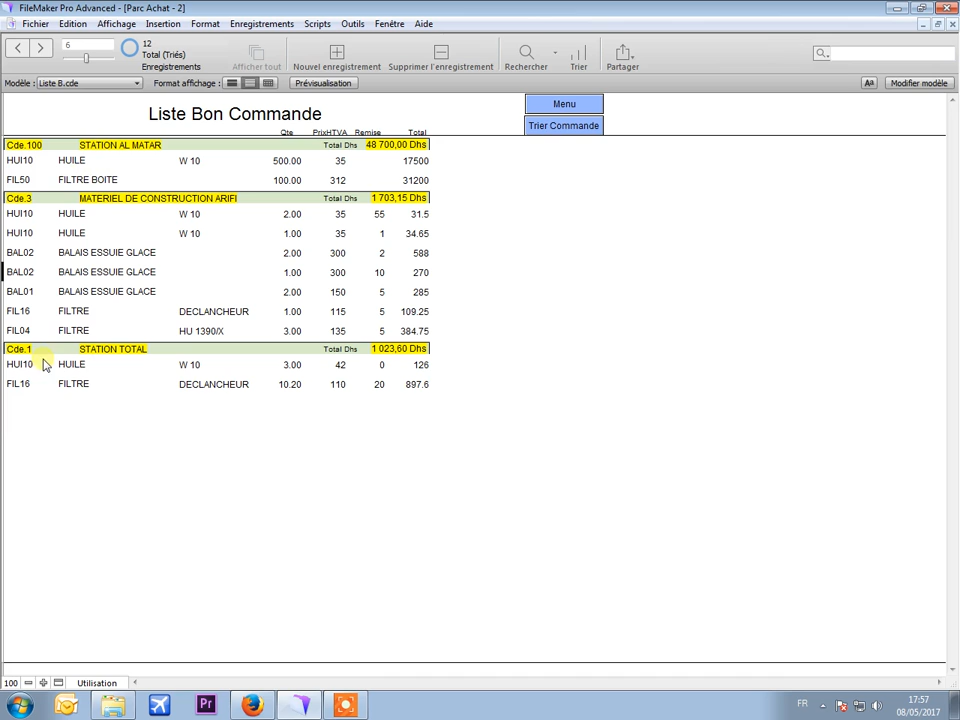 FileMaker Pro Advanced - [Parc Achat - 2]
Fichier Edition Affichage Insertion Format Enregistrements Scripts Outils Fenêtre Aide
6
12
Total (Triés)
Enregistrements
Afficher tout
Nouvel enregistrement
Supprimer l'enregistrement
Rechercher
Trier
Partager
Modèle : Liste B.cde Format affichage : Prévisualisation Aa Modifier modèle
Menu
Liste Bon Commande
Trier Commande
Qte PrixHTVA Remise Total
Cde.100 STATION AL MATAR Total Dhs 48 700,00 Dhs
HUI10 HUILE W 10 500.00 35 17500
FIL50 FILTRE BOITE 100.00 312 31200
Cde.3 MATERIEL DE CONSTRUCTION ARIFI Total Dhs 1 703,15 Dhs
HUI10 HUILE W 10 2.00 35 55 31.5
HUI10 HUILE W 10 1.00 35 1 34.65
BAL02 BALAIS ESSUIE GLACE 2.00 300 2 588
BAL02 BALAIS ESSUIE GLACE 1.00 300 10 270
BAL01 BALAIS ESSUIE GLACE 2.00 150 5 285
FIL16 FILTRE DECLANCHEUR 1.00 115 5 109.25
FIL04 FILTRE HU 1390/X 3.00 135 5 384.75
Cde.1 STATION TOTAL Total Dhs 1 023,60 Dhs
HUI10 HUILE W 10 3.00 42 0 126
FIL16 FILTRE DECLANCHEUR 10.20 110 20 897.6
100 Utilisation
Pr
FR
17:57
08/05/2017